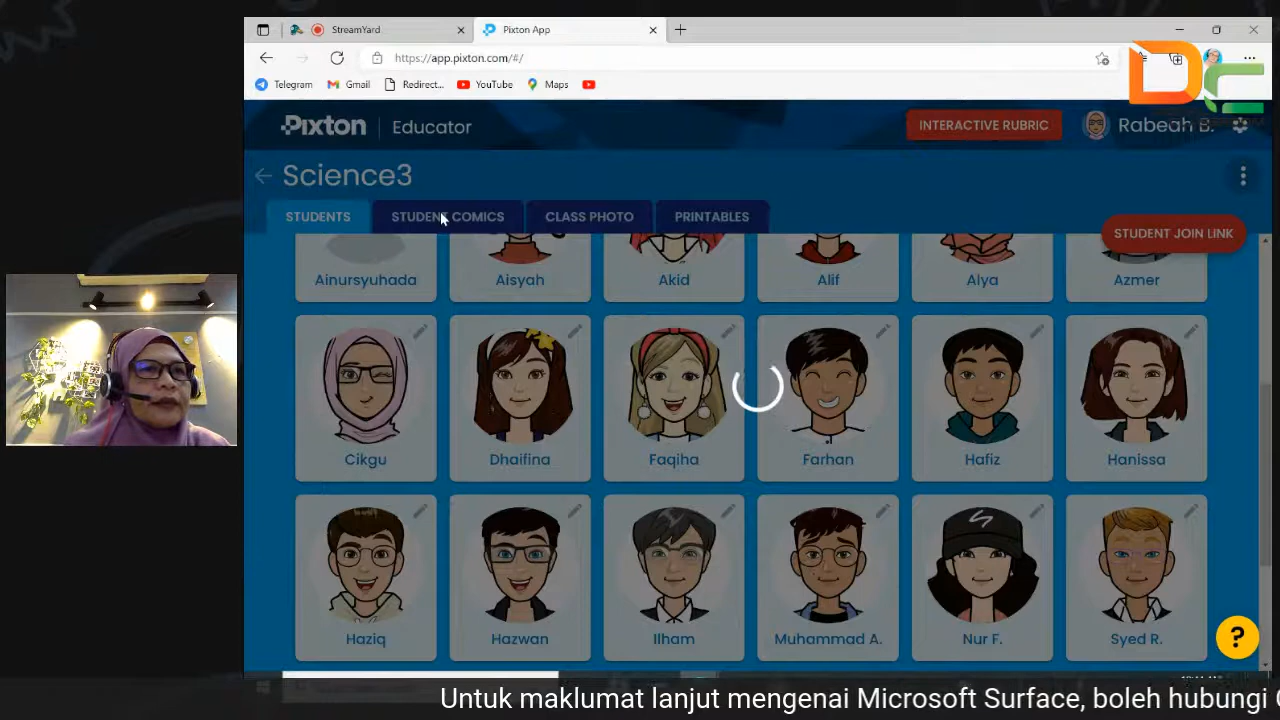 StreamYard
Pixton App
https://app.pixton.com/#/
Telegram
Gmail
Redirect...
YouTube
Maps
DE
Pixton
Educator
INTERACTIVE RUBRIC
Rabeah B.
Science3
STUDENTS
STUDENT COMICS
CLASS PHOTO
PRINTABLES
STUDENT JOIN LINK
Ainursyuhada
Aisyah
Akid
Alif
Alya
Azmer
Cikgu
Dhaifina
Faqiha
Farhan
Hafiz
Hanissa
Haziq
Hazwan
Ilham
Muhammad A.
Nur F.
Syed R.
?
Untuk maklumat lanjut mengenai Microsoft Surface, boleh hubungi